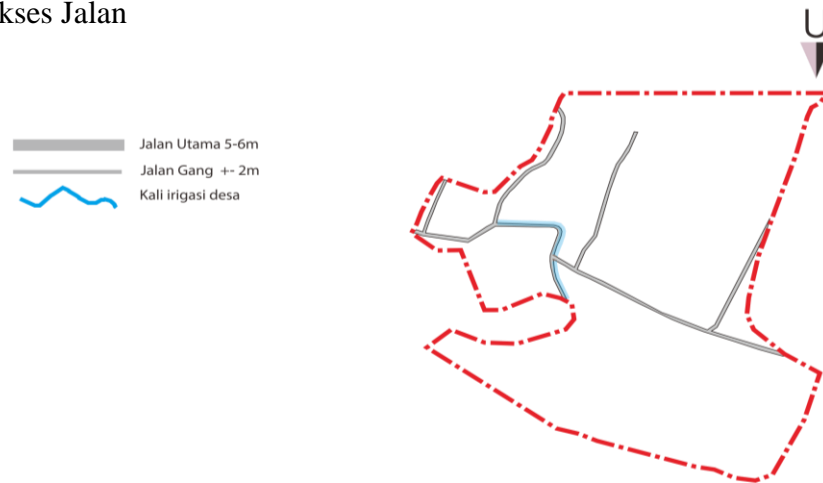 kses Jalan
U
Jalan Utama 5-6m
Jalan Gang +- 2m
Kali irigasi desa